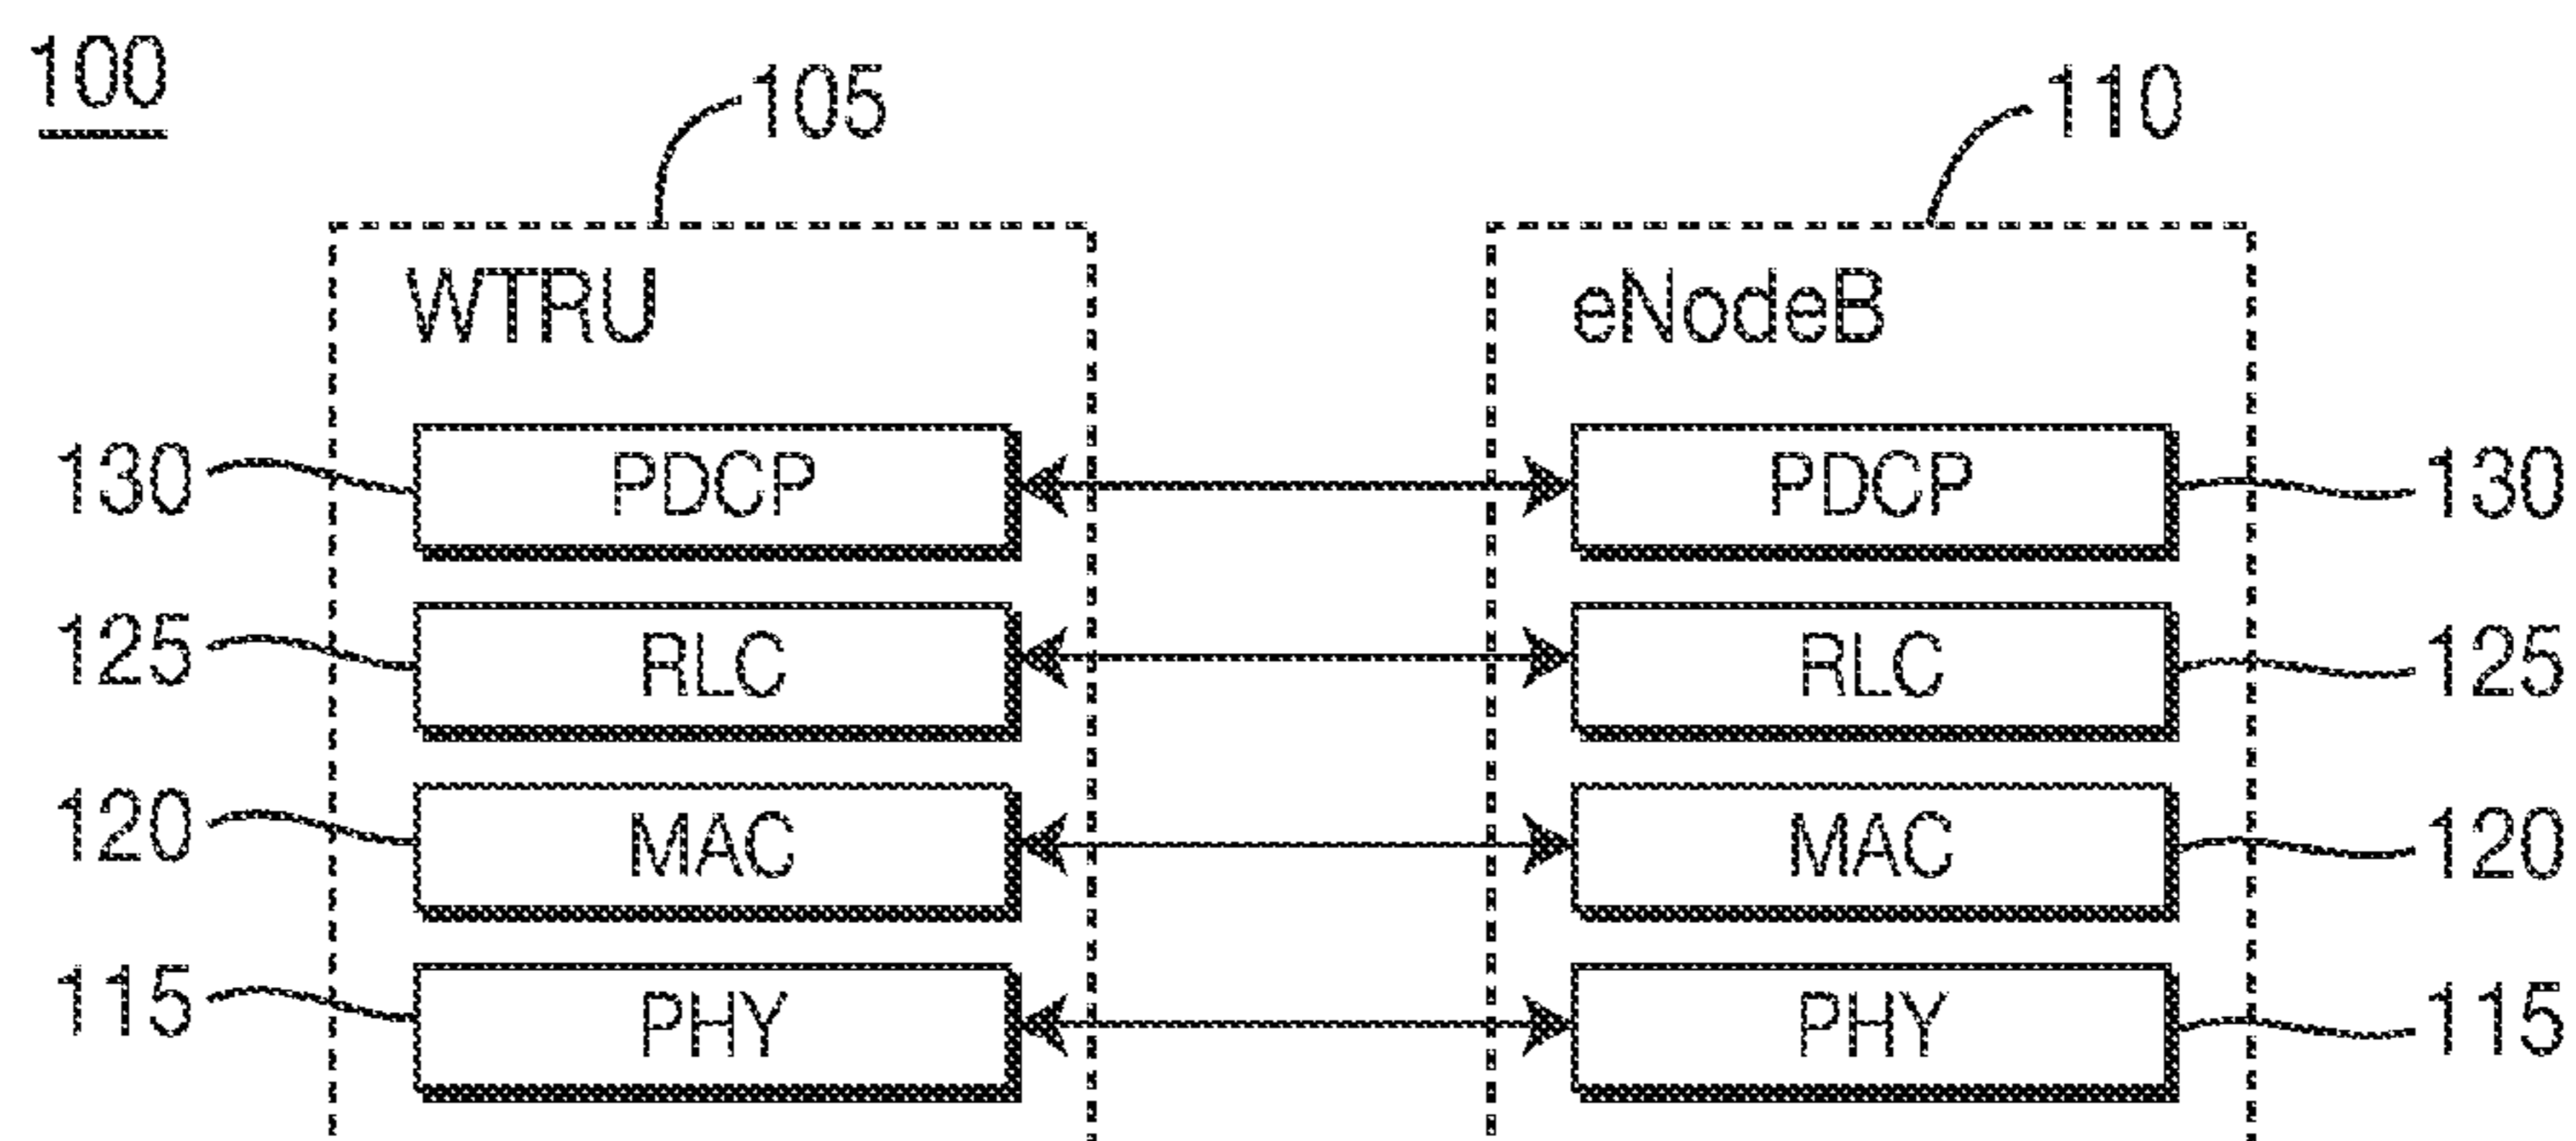 100
105
110
WTRU
eNodeB
130 PDCP PDCP 130
125 RLC RLC 125
120 MAC MAC 120
115 PHY PHY 115